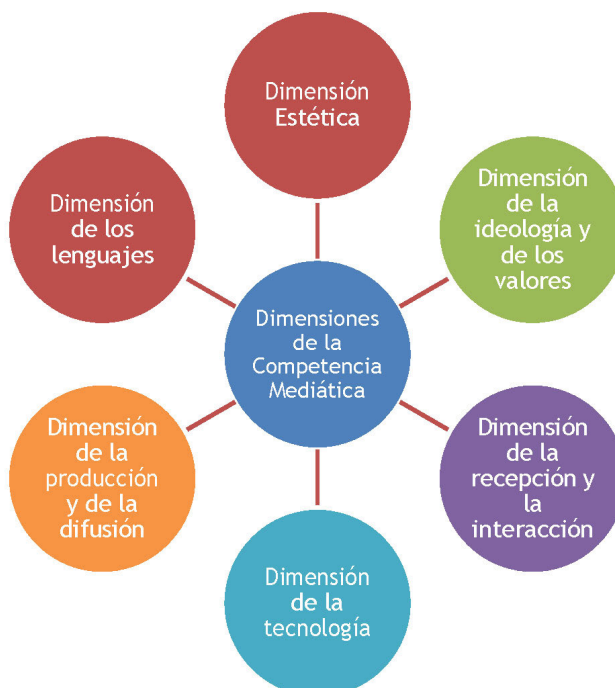 Dimensión
Estética
Dimensión
de la
ideología y
de los
valores
Dimensión
de la
recepción y
la
interacción
Dimensión
de la
tecnología
Dimensión
de la
producción
y de la
difusión
Dimensión
de los
lenguajes
Dimensiones
de la
Competencia
Mediática